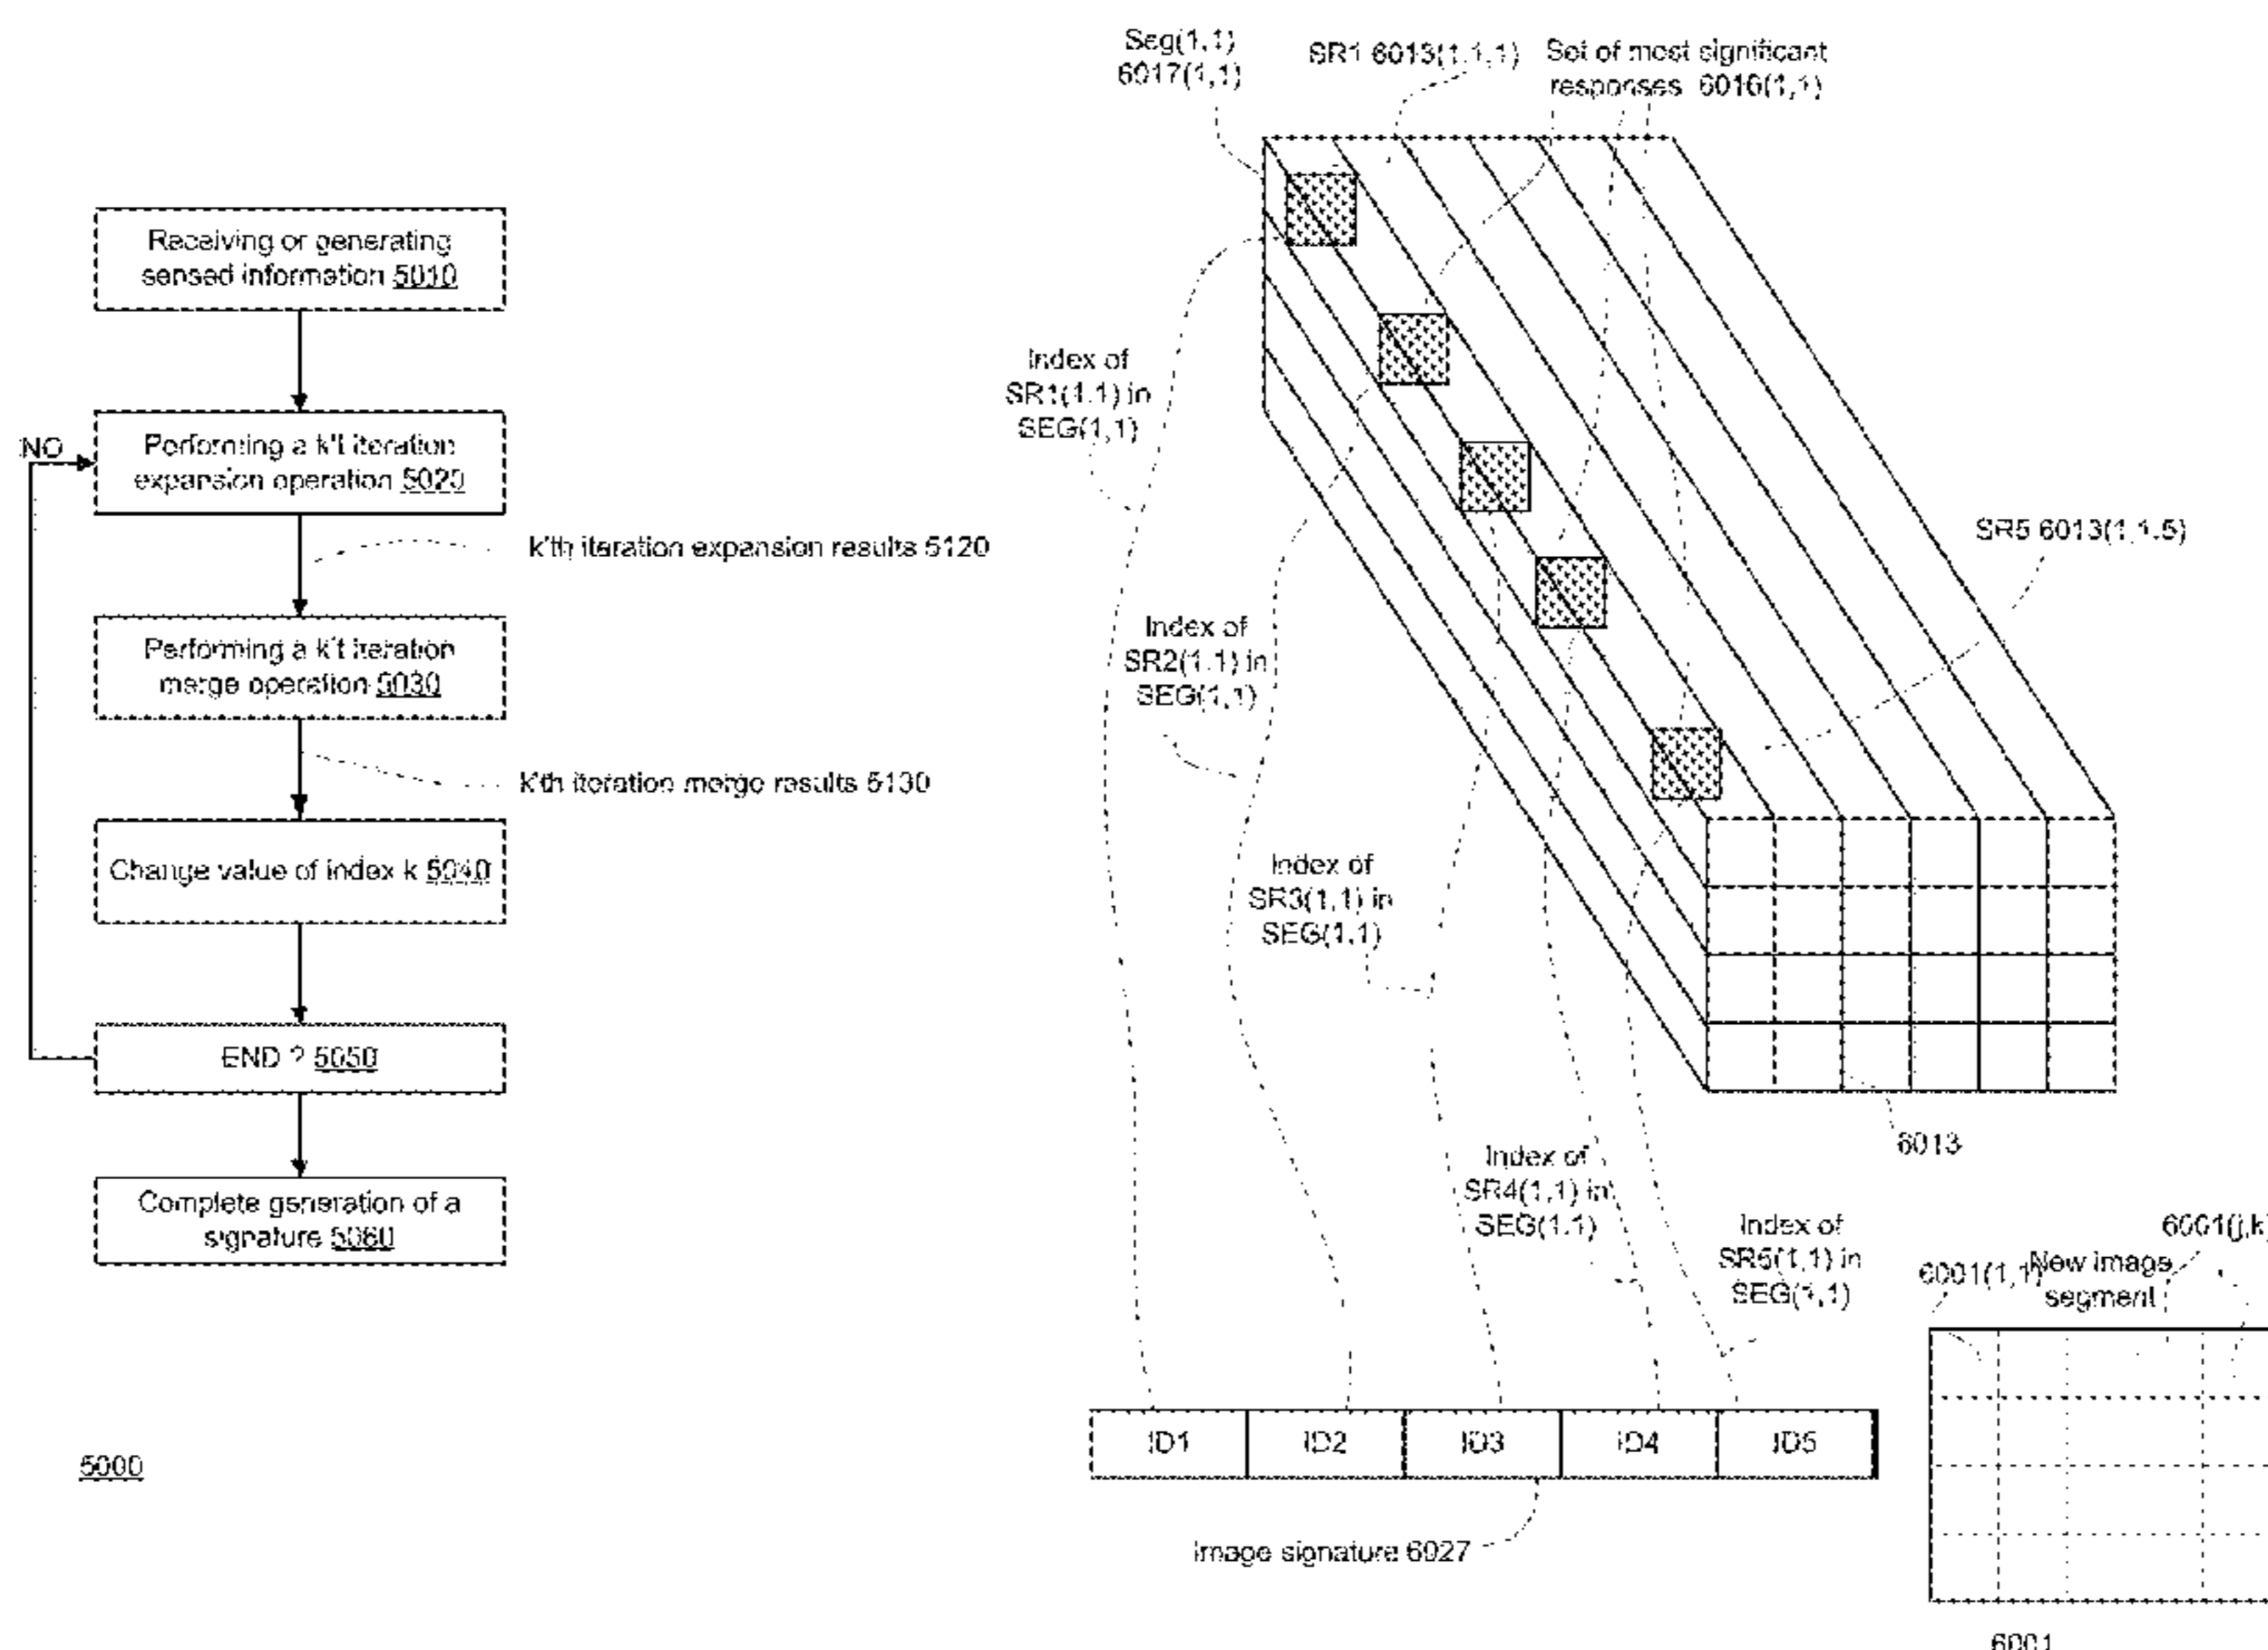 Receiving or generating
sensed information 5010
NO
Performing a k't iteration
expansion operation 5020
k'th iteration expansion results 5120
Performing a k't iteration
merge operation 5030
k'th iteration merge results 5130
Change value of index k 5040
END ? 5050
Complete generation of a
signature 5060
5000
Seg(1,1)
6017(1,1)
SR1 6013(1,1,1)
Set of most significant
responses 6016(1,1)
Index of
SR1(1,1) in
SEG(1,1)
SR5 6013(1,1,5)
Index of
SR2(1,1) in
SEG(1,1)
Index of
SR3(1,1) in
SEG(1,1)
6013
Index of
SR4(1,1) in
SEG(1,1)
Index of
SR5(1,1) in
SEG(1,1)
6001(j,k
6001(1,1)
New image
segment
ID1 ID2 ID3 ID4 ID5
Image signature 6027
6001